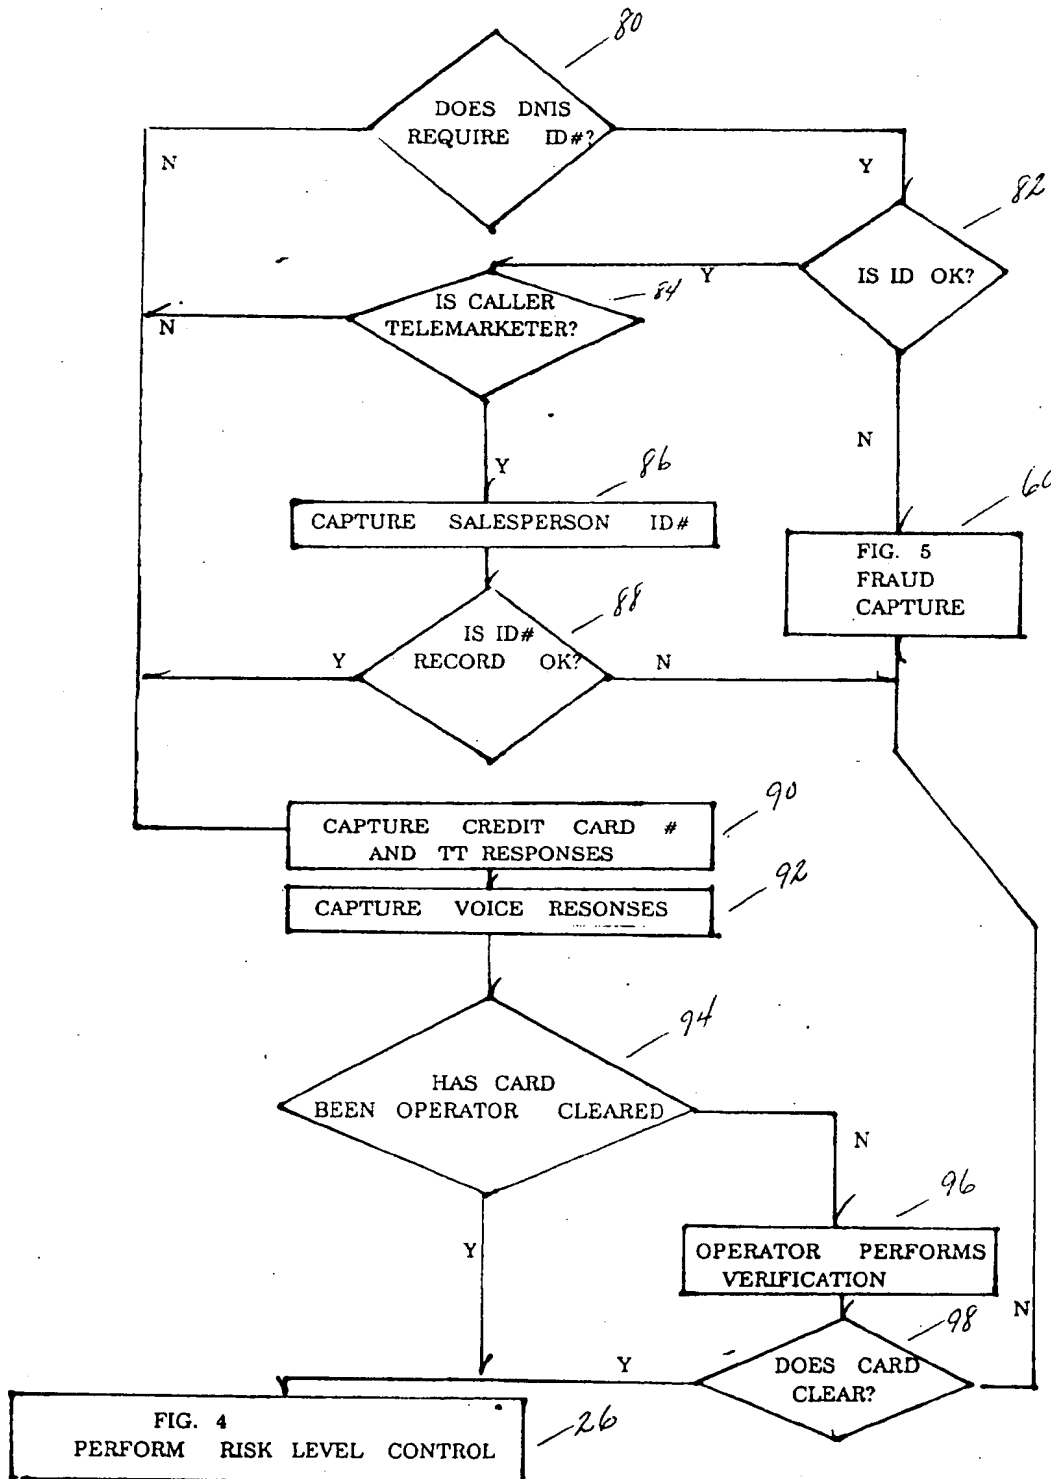 80
DOES DNIS
REQUIRE ID#?
N
Y
82
IS ID OK?
Y
84
IS CALLER
TELEMARKETER?
N
N
Y
86
CAPTURE SALESPERSON ID#
FIG. 5
FRAUD
CAPTURE
88
IS ID#
RECORD OK?
Y
N
90
CAPTURE CREDIT CARD #
AND TT RESPONSES
92
CAPTURE VOICE RESONSES
94
HAS CARD
BEEN OPERATOR CLEARED
N
Y
96
OPERATOR PERFORMS
VERIFICATION
N
98
DOES CARD
CLEAR?
Y
FIG. 4
PERFORM RISK LEVEL CONTROL
26